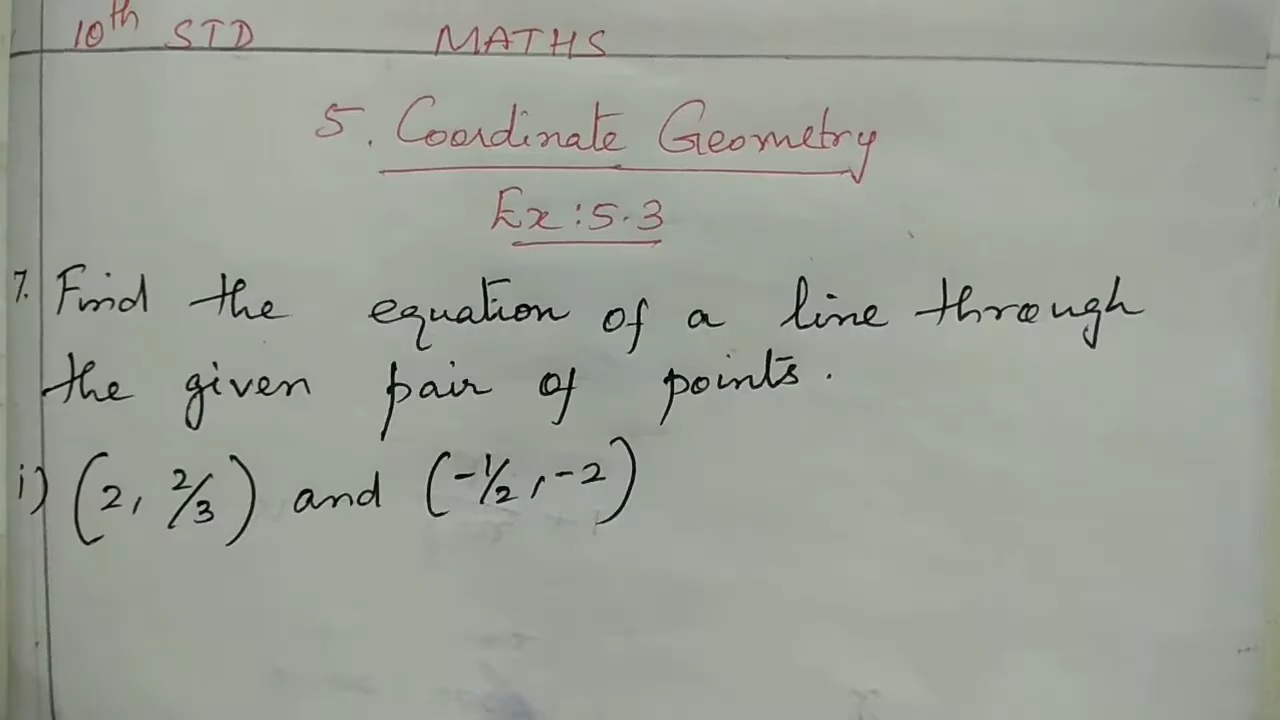 10th STD MATHS
5. Coordinate Geometry
Ex: 5.3
7. Find the equation of a line through
the given pair of points.
i) (2, 2/3) and (-1/2, -2)